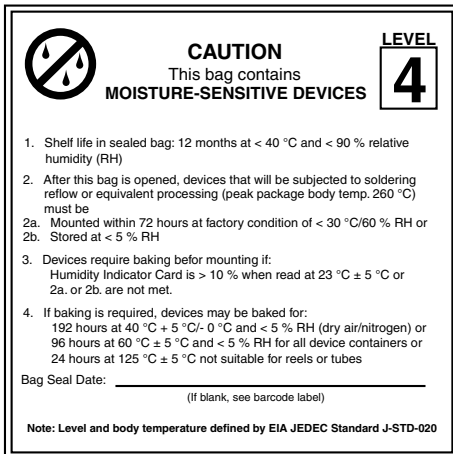 LEVEL
CAUTION
4
This bag contains
MOISTURE-SENSITIVE DEVICES
1. Shelf life in sealed bag: 12 months at < 40 °C and < 90 % relative
humidity (RH)
2. After this bag is opened, devices that will be subjected to soldering
reflow or equivalent processing (peak package body temp. 260 °C)
must be
2a. Mounted within 72 hours at factory condition of < 30 °C/60 % RH or
2b. Stored at < 5 % RH
3. Devices require baking befor mounting if:
Humidity Indicator Card is > 10 % when read at 23 °C ± 5 °C or
2a. or 2b. are not met.
4. If baking is required, devices may be baked for:
192 hours at 40 °C + 5 °C/- 0 °C and < 5 % RH (dry air/nitrogen) or
96 hours at 60 °C ± 5 °C and < 5 % RH for all device containers or
24 hours at 125 °C ± 5 °C not suitable for reels or tubes
Bag Seal Date:
(If blank, see barcode label)
Note: Level and body temperature defined by EIA JEDEC Standard J-STD-020